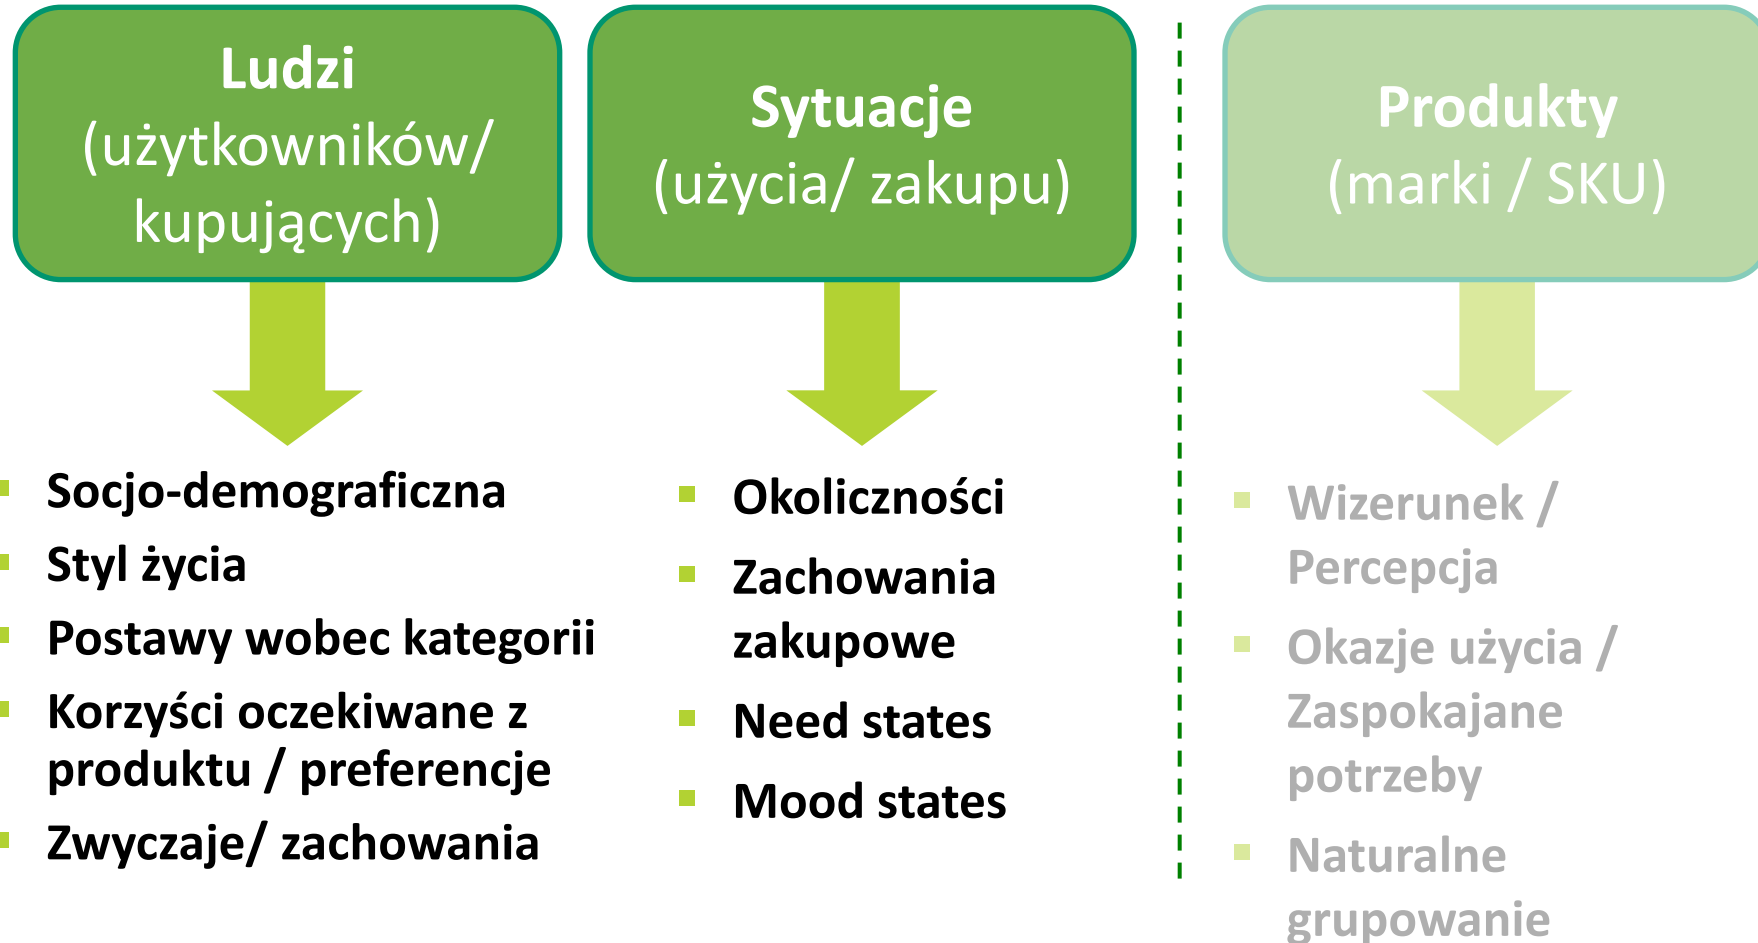 Ludzi
(użytkowników/
kupujących)
Sytuacje
(użycia/ zakupu)
Produkty
(marki / SKU)
Socjo-demograficzna
Styl życia
Postawy wobec kategorii
Korzyści oczekiwane z
produktu / preferencje
Zwyczaje/ zachowania
Okoliczności
Zachowania
zakupowe
Need states
Mood states
Wizerunek /
Percepcja
Okazje użycia /
Zaspokajane
potrzeby
Naturalne
grupowanie